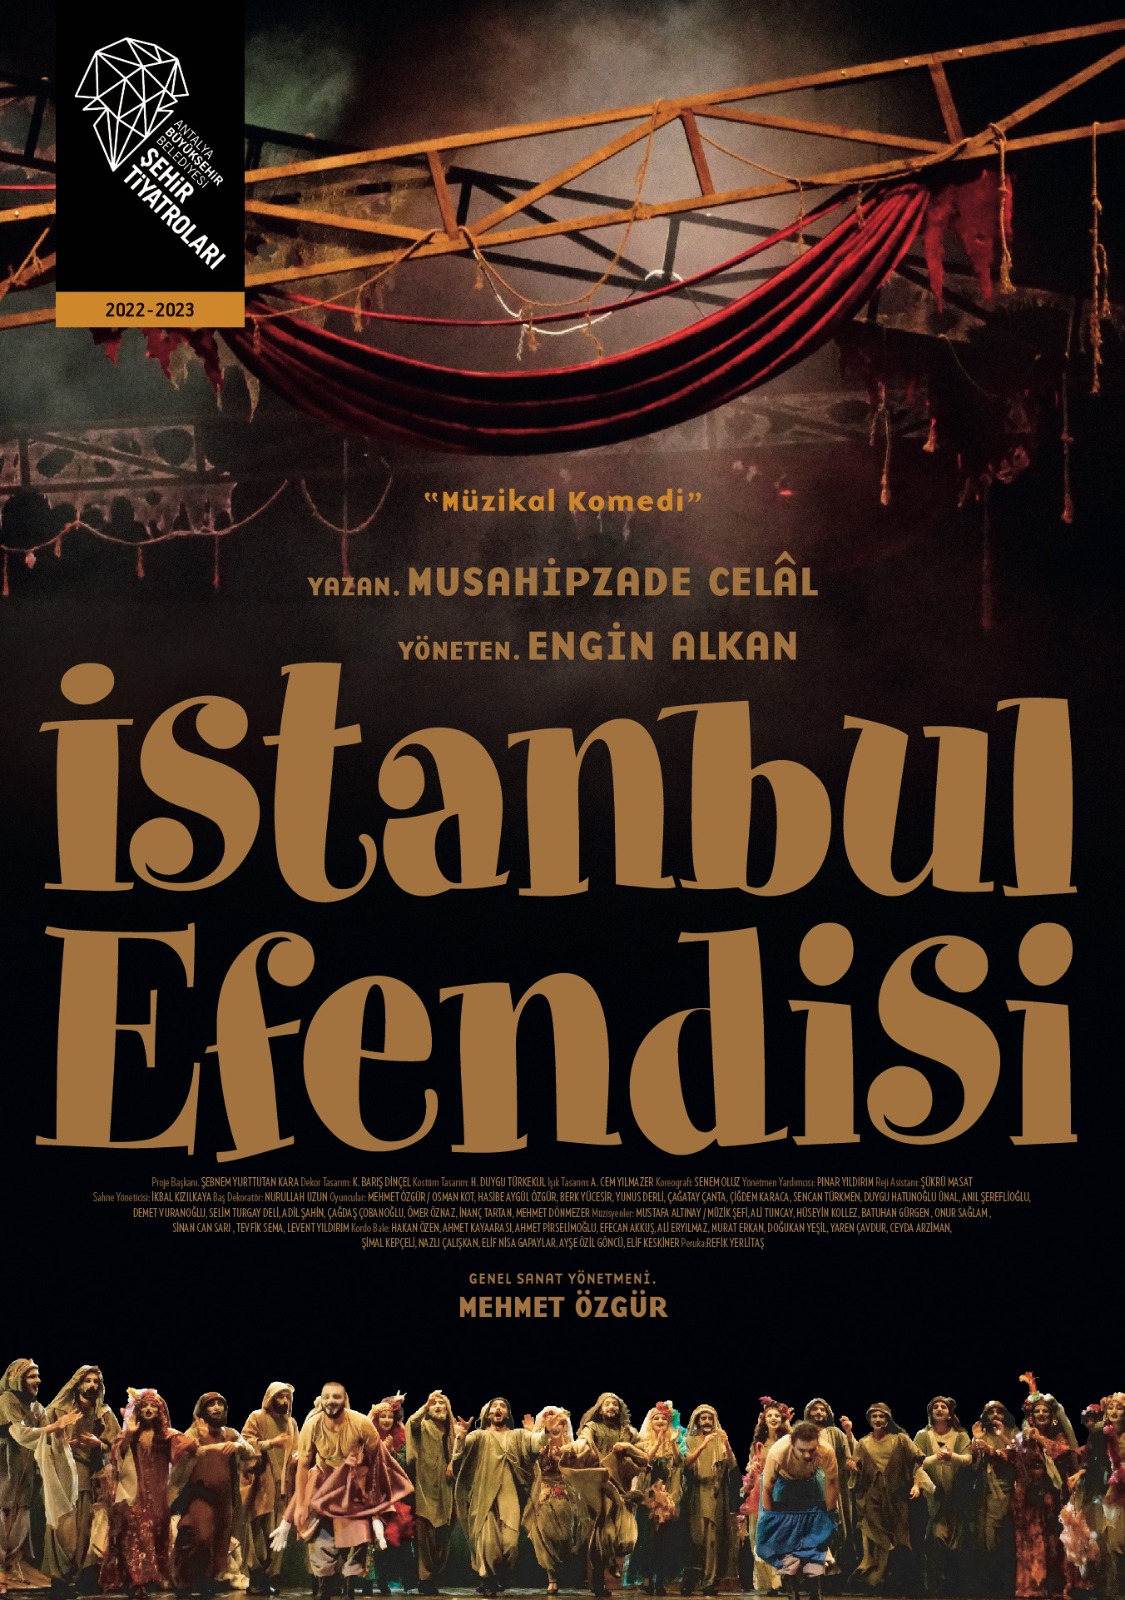 ANTALYA
BÜYÜKŞEHİR
BELEDİYESİ
ŞEHİR
TİYATROLARI
2022-2023
“Müzikal Komedi”
YAZAN. MUSAHİPZADE CELÂL
YÖNETEN. ENGİN ALKAN
İstanbul
Efendisi
Proje Başkanı. ŞEBNEM YURTTUTAN KARA Dekor Tasarım: K. BARIŞ DİNÇEL Kostüm Tasarım: H. DUYGU TÜRKEKUL Işık Tasarım: A. CEM YILMAZER Koreograf: SENEM OLUZ Yönetmen Yardımcısı: PINAR YILDIRIM Reji Asistanı: ŞÜKRÜ MASAT
Sahne Yöneticisi: İKBAL KIZILKAYA Baş Dekoratör: NURULLAH UZUN Oyuncular: MEHMET ÖZGÜR / OSMAN KOT, HASİBE AYGÜL ÖZGÜR, BERK YÜCESİR, YUNUS DERLİ, ÇAĞATAY ÇANTA, ÇİĞDEM KARACA, SENCAN TÜRKMEN, DUYGU HATUNOĞLU ÜNAL, ANIL ŞEREFLİOĞLU,
DEMET VURANOĞLU, SELİM TURGAY DELİ, ADİL ŞAHİN, ÇAĞDAŞ ÇOBANOĞLU, ÖMER ÖZNAZ, İNANÇ TARTAN, MEHMET DÖNMEZER Müzisyenler: MUSTAFA ALTINAY / MÜZİK ŞEFİ, ALİ TUNCAY, HÜSEYİN KOLLEZ, BATUHAN GÜRGEN , ONUR SAĞLAM ,
SİNAN CAN SARI , TEVFİK SEMA, LEVENT YILDIRIM Kordo Bale: HAKAN ÖZEN, AHMET KAYAARASI, AHMET PİRSELİMOĞLU, EFECAN AKKUŞ, ALİ ERYILMAZ, MURAT ERKAN, DOĞUKAN YEŞİL, YAREN ÇAVDUR, CEYDA ARZIMAN,
ŞİMAL KEPÇELİ, NAZLI ÇALIŞKAN, ELİF NİSA GAPAYLAR, AYŞE ÖZİL GÖNCÜ, ELİF KESKİNER Peruka:REFİK YERLİTAŞ
GENEL SANAT YÖNETMENİ.
MEHMET ÖZGÜR